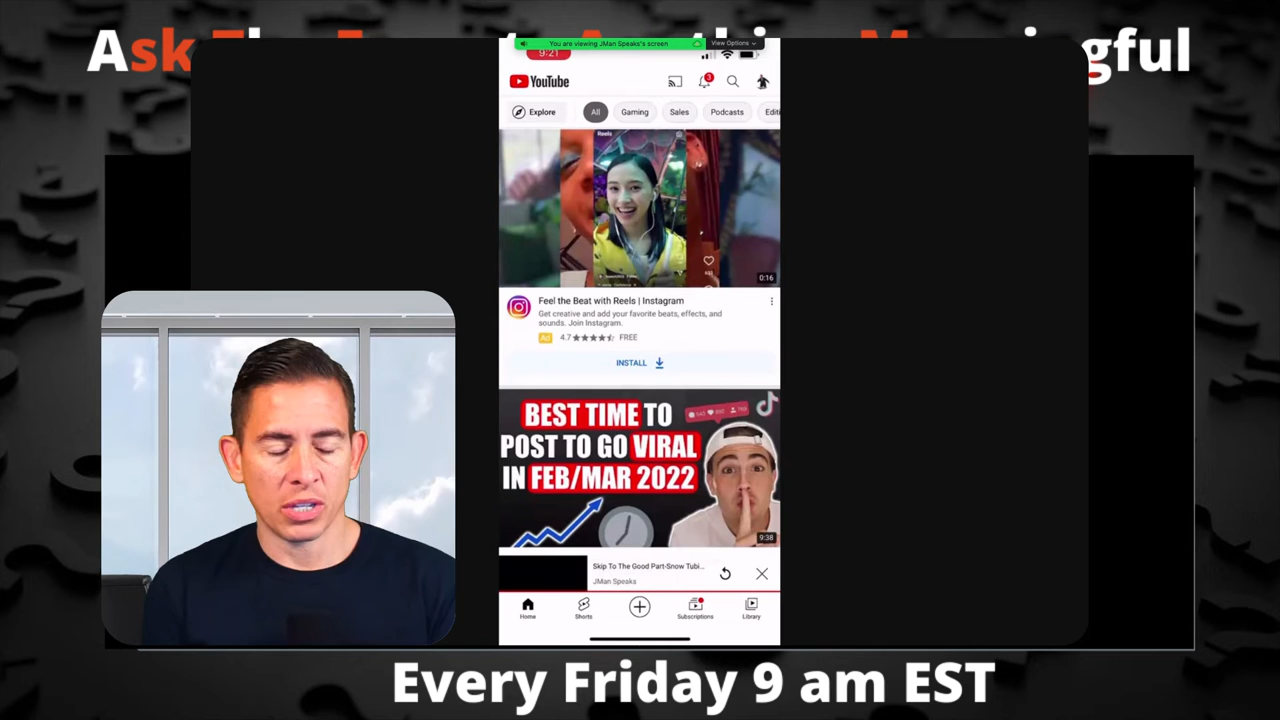 You are viewing JMan Speaks's screen
View Options
9:21
YouTube
3
Explore
All
Gaming
Sales
Podcasts
Reels
0:16
Feel the Beat with Reels | Instagram
Get creative and add your favorite beats, effects, and
sounds. Join Instagram.
Ad
4.7
FREE
INSTALL
BEST TIME TO
POST TO GO VIRAL
IN FEB/MAR 2022
9:38
Skip To The Good Part-Snow Tubi...
JMan Speaks
Home
Shorts
Subscriptions
Library
Every Friday 9 am EST